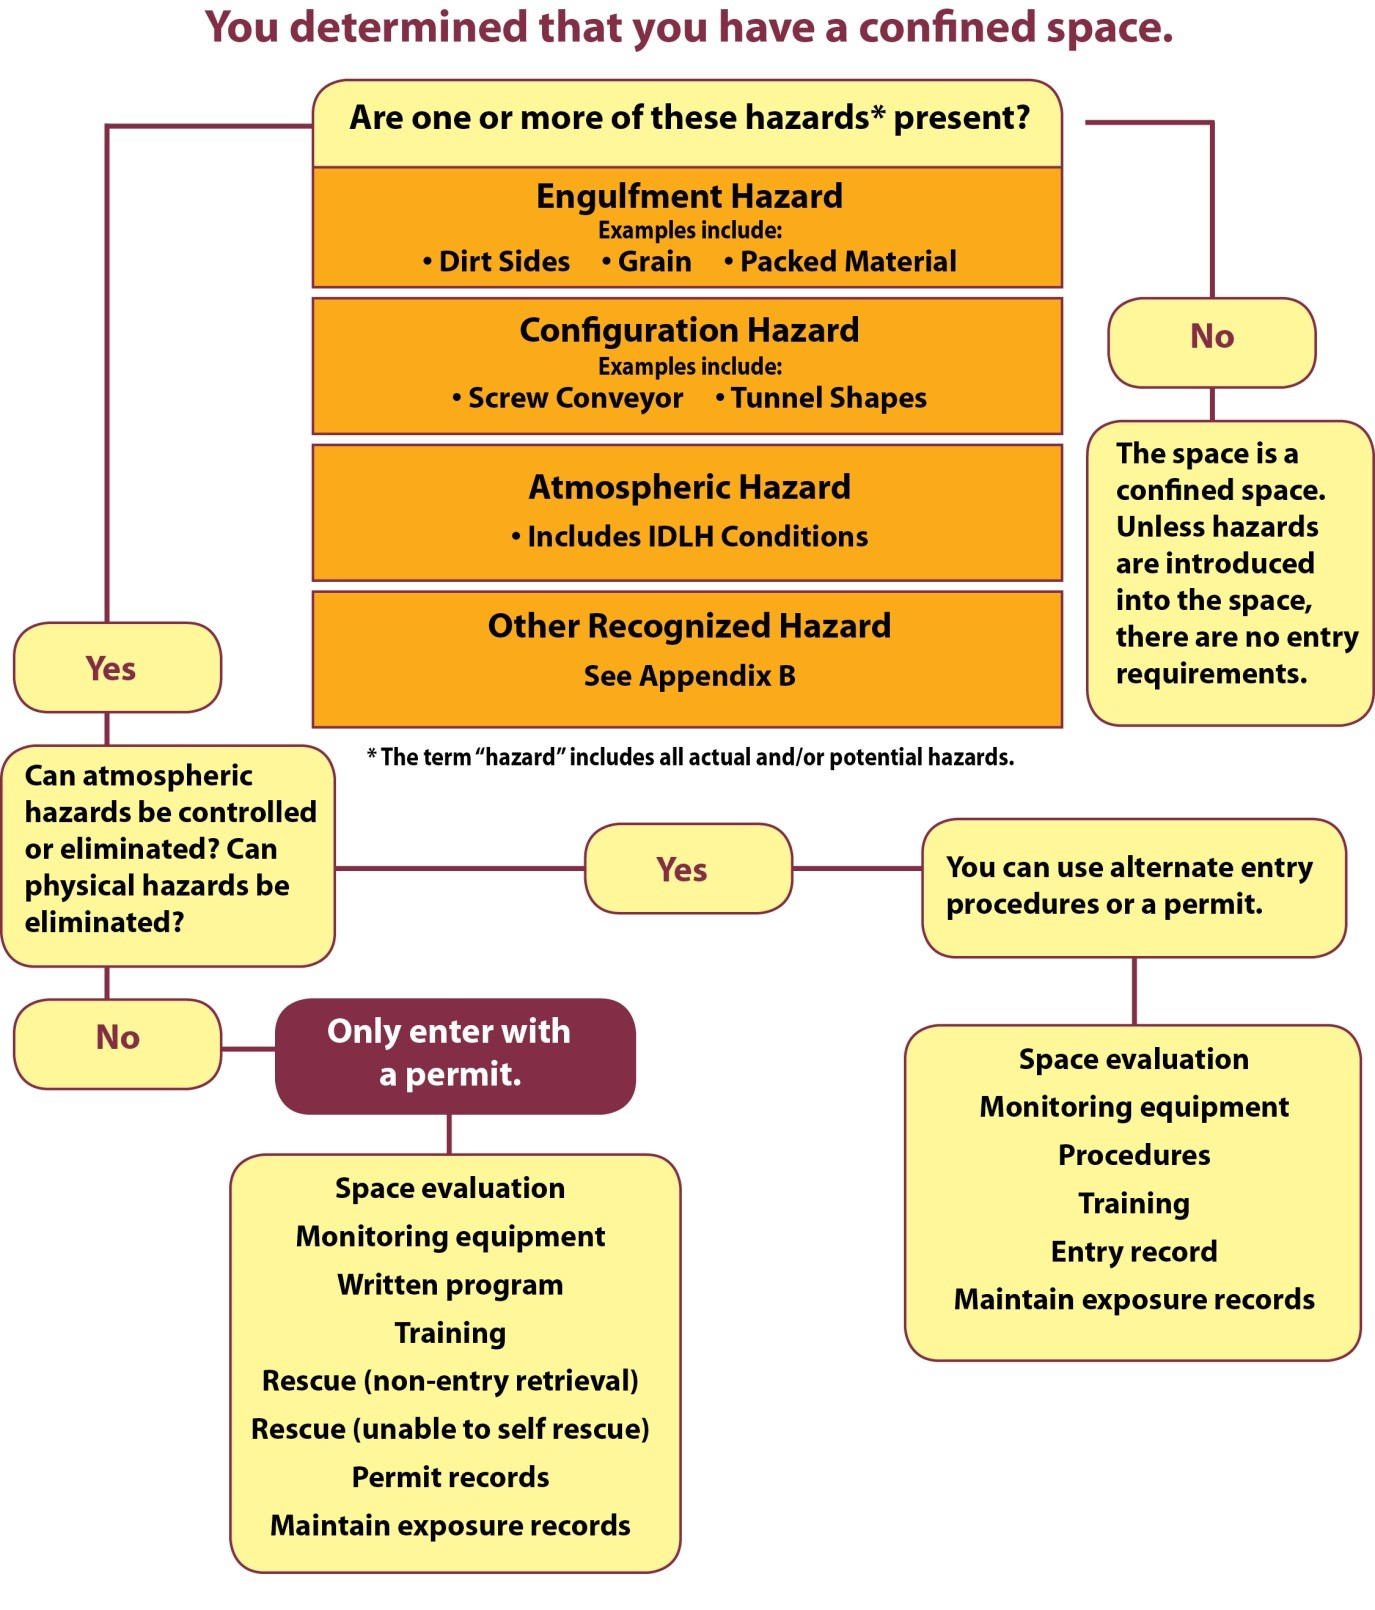 You determined that you have a confined space.
Are one or more of these hazards* present?
Engulfment Hazard
Examples include:
• Dirt Sides • Grain • Packed Material
Configuration Hazard
Examples include:
• Screw Conveyor • Tunnel Shapes
Atmospheric Hazard
• Includes IDLH Conditions
Other Recognized Hazard
See Appendix B
* The term “hazard” includes all actual and/or potential hazards.
No
The space is a
confined space.
Unless hazards
are introduced
into the space,
there are no entry
requirements.
Yes
Can atmospheric
hazards be controlled
or eliminated? Can
physical hazards be
eliminated?
Yes
You can use alternate entry
procedures or a permit.
Space evaluation
Monitoring equipment
Procedures
Training
Entry record
Maintain exposure records
No
Only enter with
a permit.
Space evaluation
Monitoring equipment
Written program
Training
Rescue (non-entry retrieval)
Rescue (unable to self rescue)
Permit records
Maintain exposure records